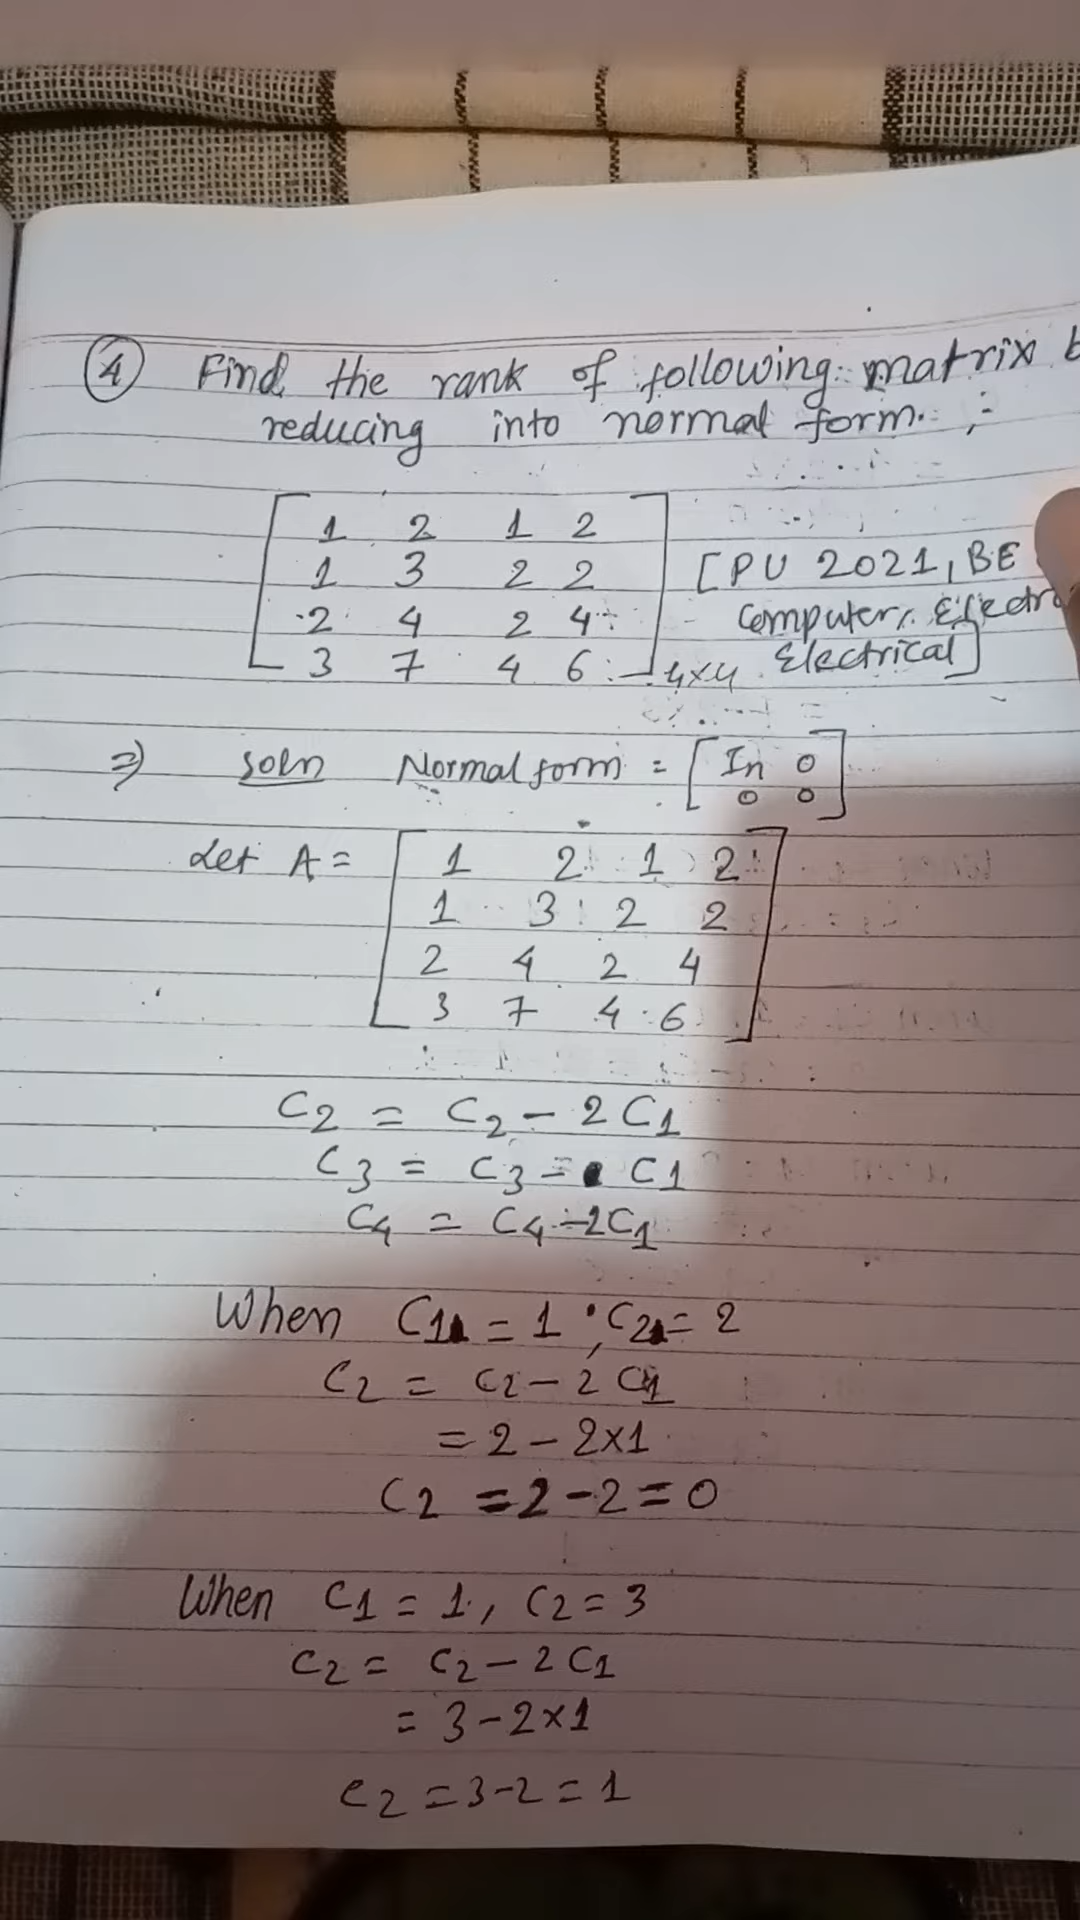 ④ Find the rank of following matrix b
reducing into normal form. :-
1 2 1 2
1 3 2 2
2 4 2 4
3 7 4 6
4×4
[PU 2021, BE
Computer, Electro
Electrical]
⇒ Soln Normal form = [In 0
0 0]
Let A = [1 2 1 2
1 3 2 2
2 4 2 4
3 7 4 6]
C2 = C2 - 2C1
C3 = C3 - C1
C4 = C4 - 2C1
When C1 = 1, C2 = 2
C2 = C2 - 2C1
= 2 - 2×1
C2 = 2 - 2 = 0
When C1 = 1, C2 = 3
C2 = C2 - 2C1
= 3 - 2×1
C2 = 3 - 2 = 1